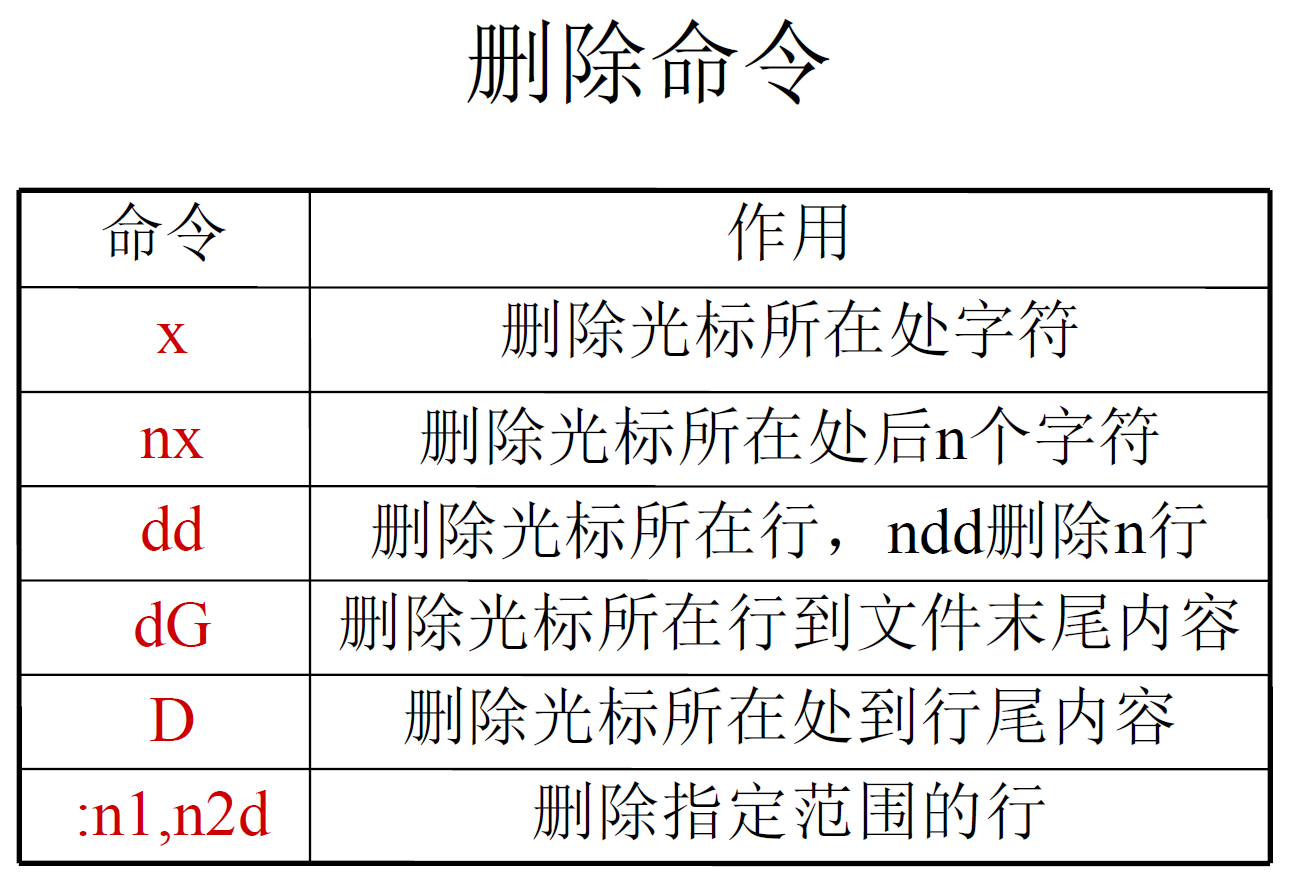 删除命令
命令 作用
x 删除光标所在处字符
nx 删除光标所在处后n个字符
dd 删除光标所在行，ndd删除n行
dG 删除光标所在行到文件末尾内容
D 删除光标所在处到行尾内容
:n1,n2d 删除指定范围的行